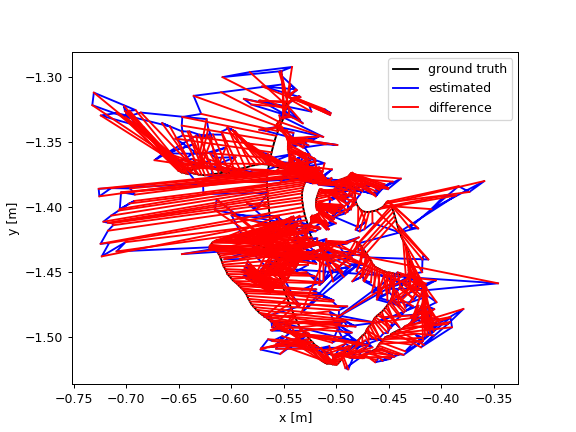 ground truth
estimated
difference
−1.30
−1.35
−1.40
−1.45
−1.50
y [m]
−0.75 −0.70 −0.65 −0.60 −0.55 −0.50 −0.45 −0.40 −0.35
x [m]